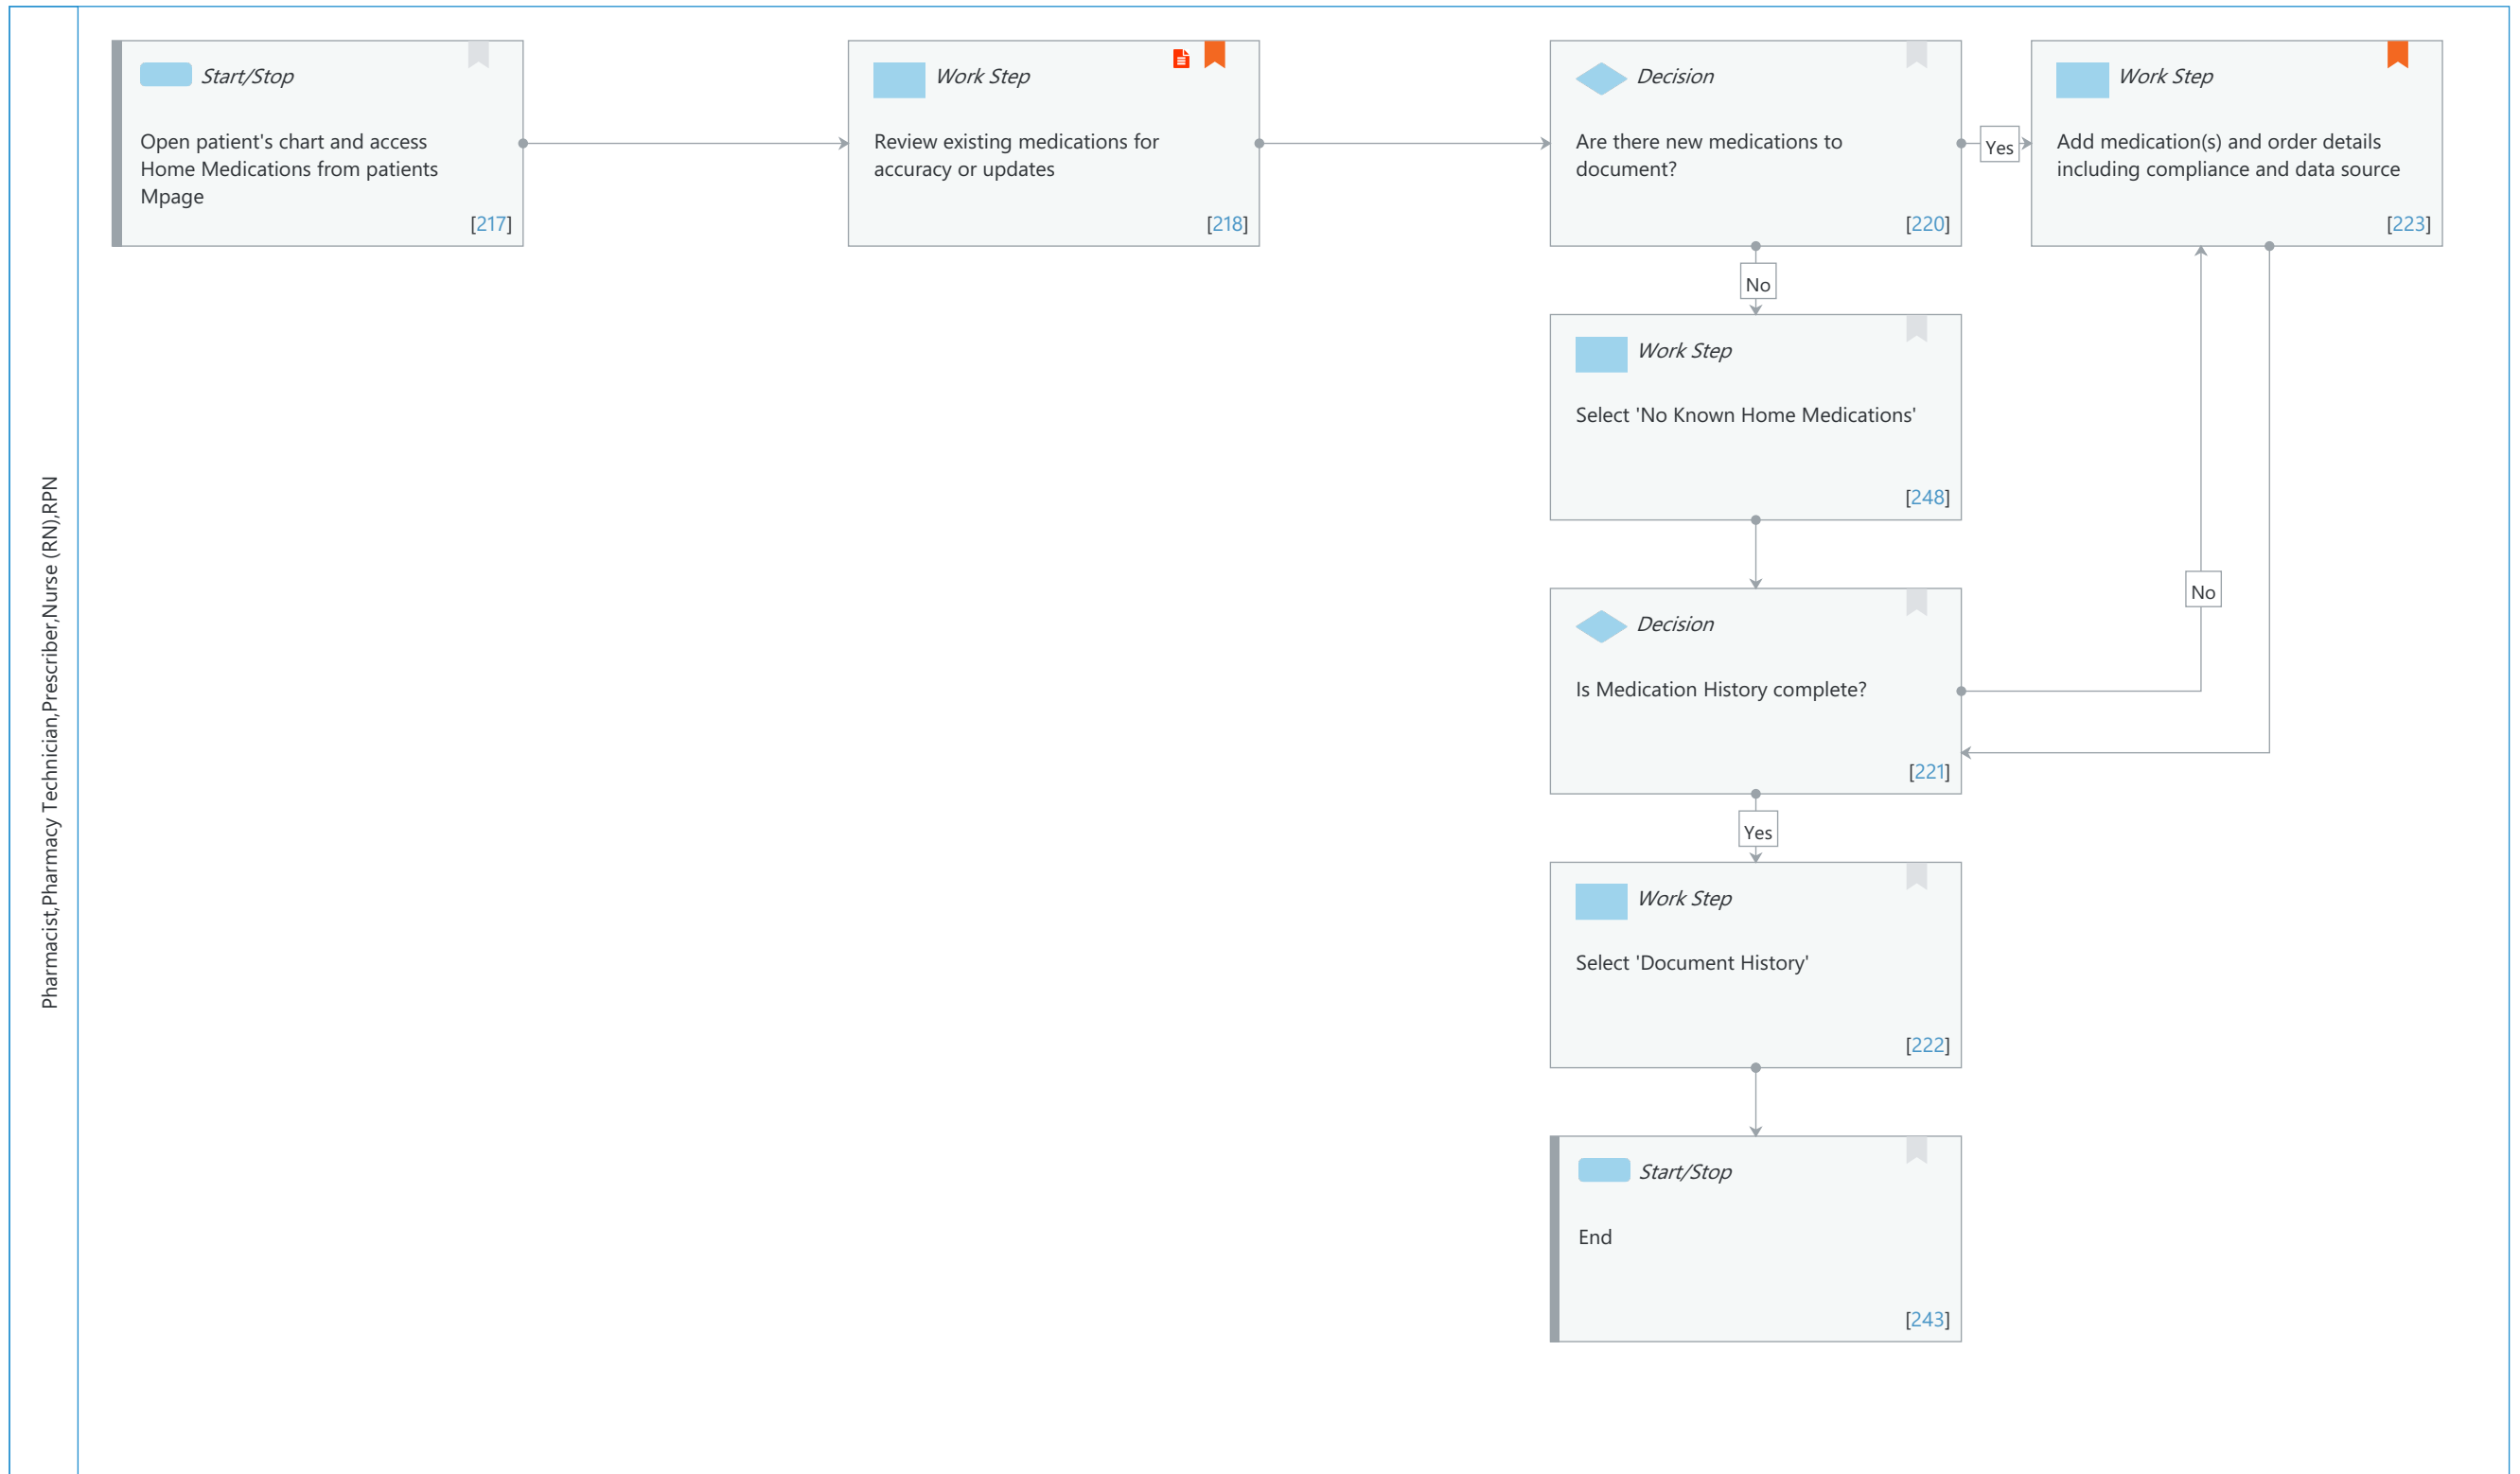 Pharmacist,Pharmacy Technician,Prescriber,Nurse (RN),RPN
Start/Stop
Open patient's chart and access
Home Medications from patients
Mpage
[217]
Work Step
Review existing medications for
accuracy or updates
[218]
Decision
Are there new medications to
document?
[220]
Yes
Work Step
Add medication(s) and order details
including compliance and data source
[223]
No
Work Step
Select 'No Known Home Medications'
[248]
Decision
Is Medication History complete?
[221]
No
Yes
Work Step
Select 'Document History'
[222]
Start/Stop
End
[243]